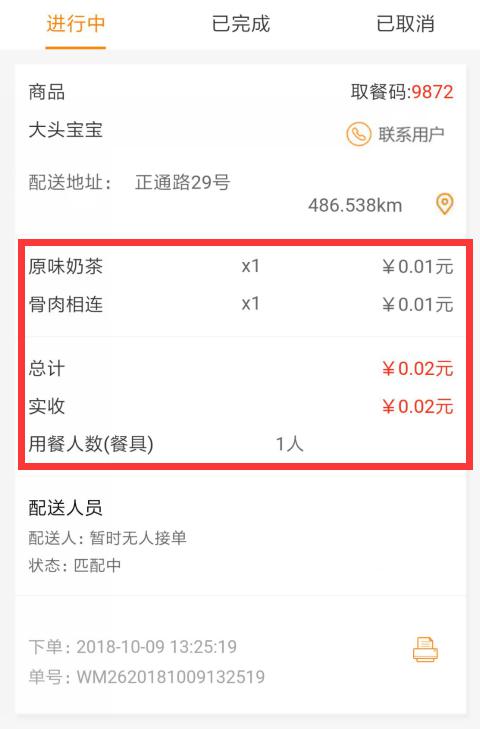 进行中 已完成 已取消
商品 取餐码:9872
大头宝宝 联系用户
配送地址： 正通路29号
486.538km
原味奶茶 x1 ￥0.01元
骨肉相连 x1 ￥0.01元
总计 ￥0.02元
实收 ￥0.02元
用餐人数(餐具) 1人
配送人员
配送人：暂时无人接单
状态：匹配中
下单：2018-10-09 13:25:19
单号：WM2620181009132519